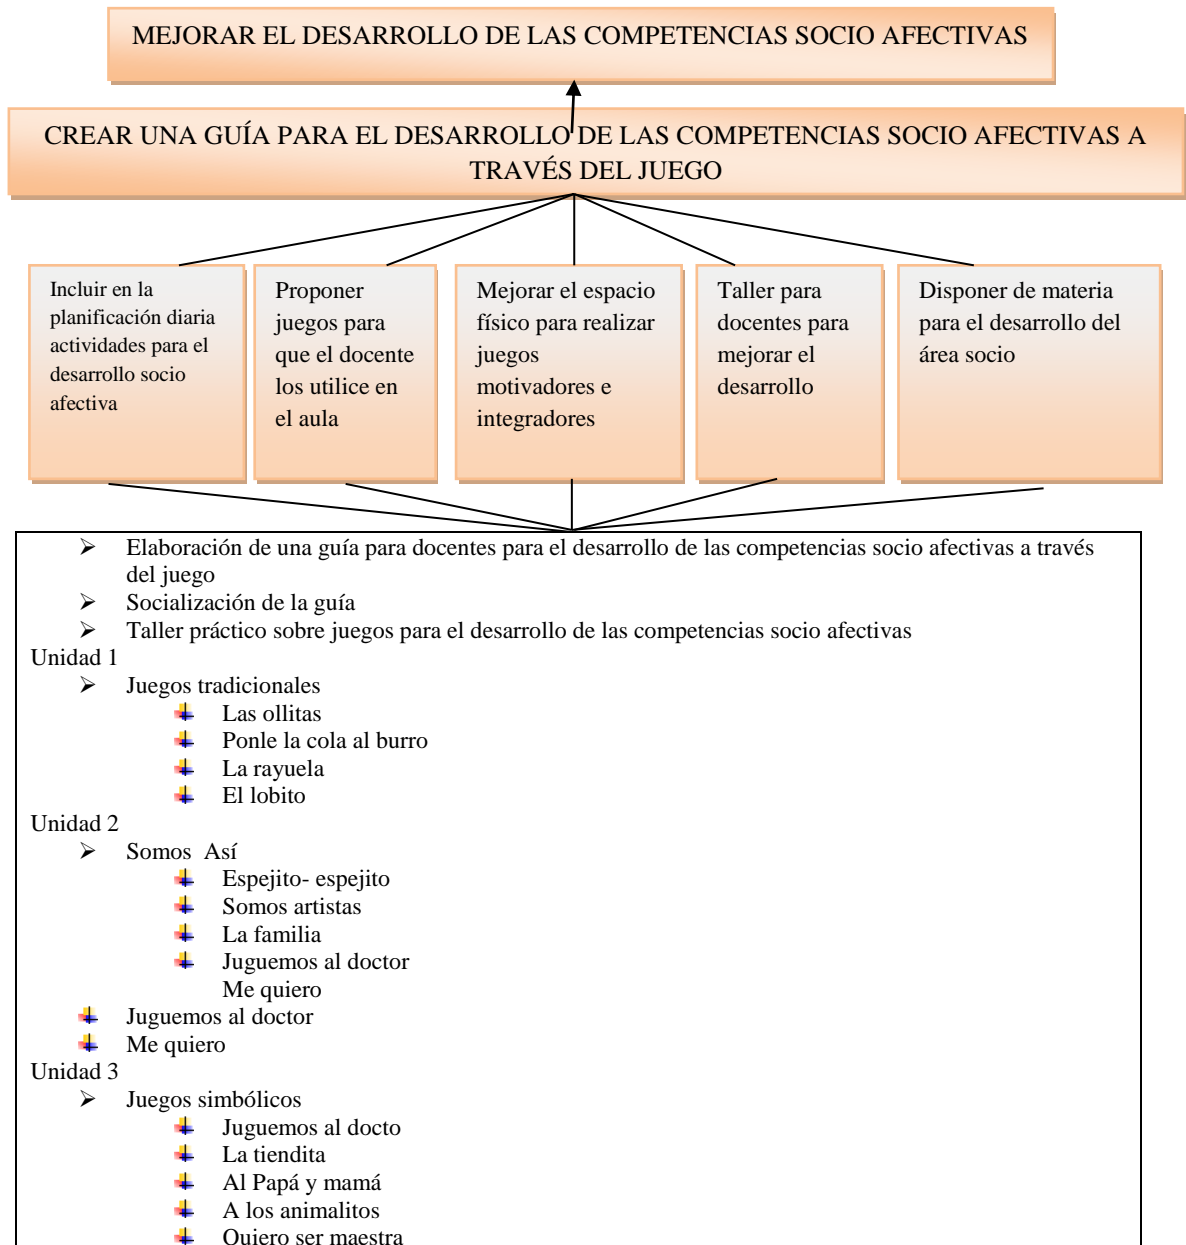 MEJORAR EL DESARROLLO DE LAS COMPETENCIAS SOCIO AFECTIVAS
CREAR UNA GUÍA PARA EL DESARROLLO DE LAS COMPETENCIAS SOCIO AFECTIVAS A
TRAVÉS DEL JUEGO
Incluir en la
planificación diaria
actividades para el
desarrollo socio
afectiva
Proponer
juegos para
que el docente
los utilice en
el aula
Mejorar el espacio
físico para realizar
juegos
motivadores e
integradores
Taller para
docentes para
mejorar el
desarrollo
Disponer de materia
para el desarrollo del
área socio
Elaboración de una guía para docentes para el desarrollo de las competencias socio afectivas a través
del juego
Socialización de la guía
Taller práctico sobre juegos para el desarrollo de las competencias socio afectivas
Unidad 1
Juegos tradicionales
Las ollitas
Ponle la cola al burro
La rayuela
El lobito
Unidad 2
Somos Así
Espejito- espejito
Somos artistas
La familia
Juguemos al doctor
Me quiero
Juguemos al doctor
Me quiero
Unidad 3
Juegos simbólicos
Juguemos al docto
La tiendita
Al Papá y mamá
A los animalitos
Quiero ser maestra